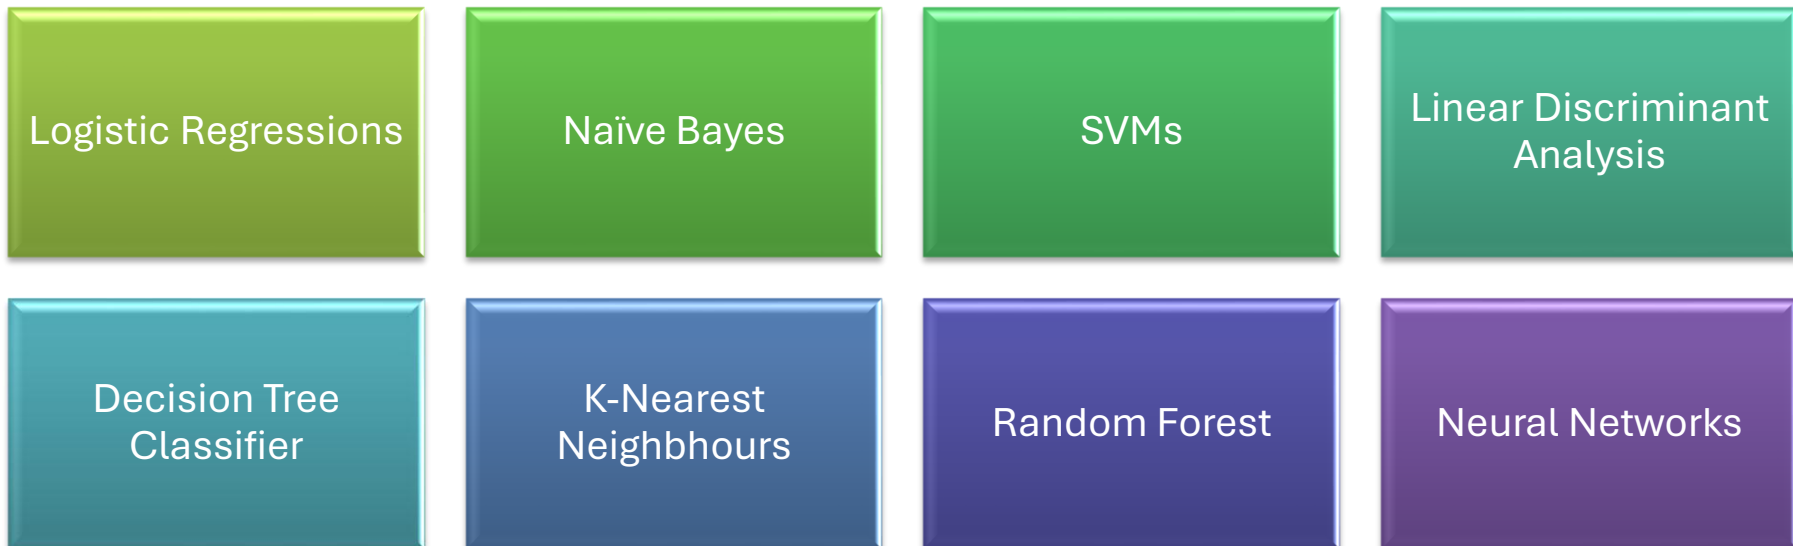 Logistic Regressions
Naïve Bayes
SVMs
Linear Discriminant
Analysis
Decision Tree
Classifier
K-Nearest
Neighbhours
Random Forest
Neural Networks